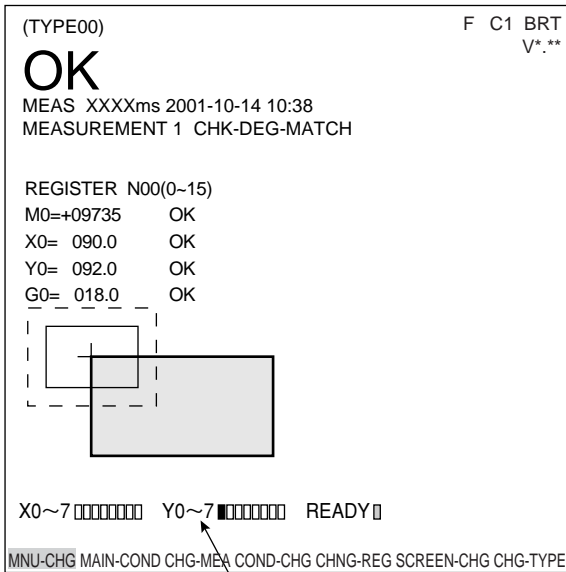 (TYPE00) F C1 BRT
V*.**
OK
MEAS XXXXms 2001-10-14 10:38
MEASUREMENT 1 CHK-DEG-MATCH
REGISTER N00(0~15)
M0=+09735 OK
X0= 090.0 OK
Y0= 092.0 OK
G0= 018.0 OK
X0～7 Y0～7 READY
MNU-CHG MAIN-COND CHG-MEA COND-CHG CHNG-REG SCREEN-CHG CHG-TYPE